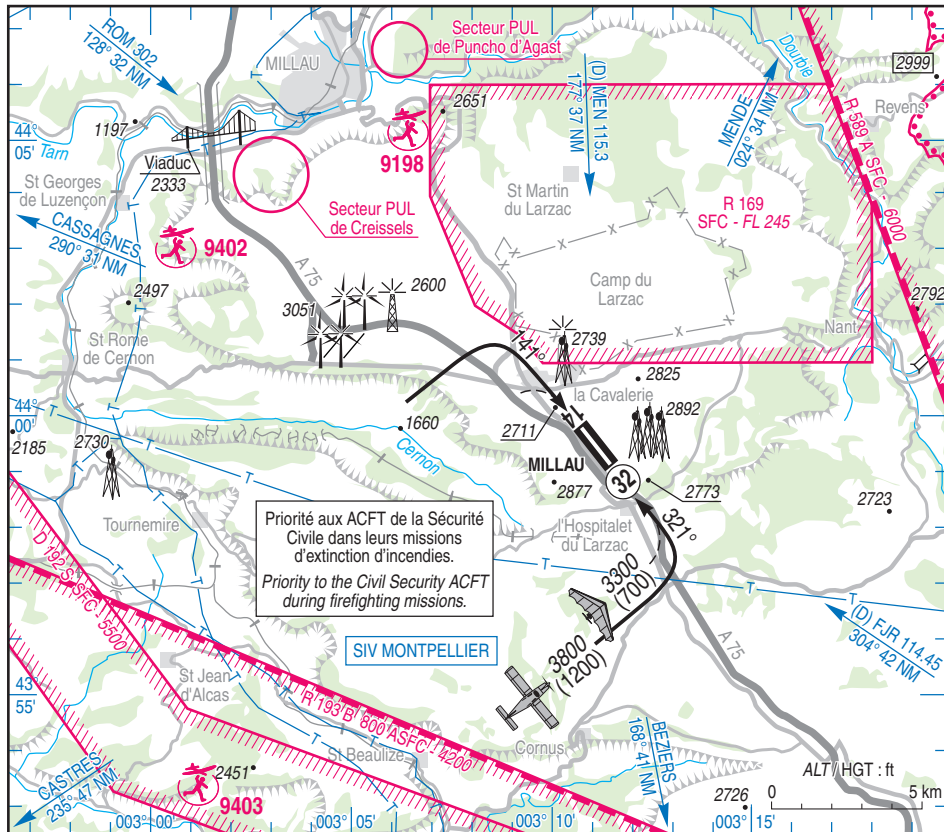 ROM 302
128° 32 NM
MILLAU
Secteur PUL
de Puncho d'Agast
(D) MEN 115.3
177° 37 NM
MENDE
024° 34 NM
Dourbie
2999
Revens
R 589 A SFC - 6000
2651
1197
44°
05'
Tarn
Viaduc
2333
9198
St Georges
de Luzençon
St Martin
du Larzac
R 169
SFC - FL 245
Secteur PUL
de Creissels
CASSAGNES
290° 31 NM
9402
A 75
2497
3051
2600
Camp du
Larzac
2792
Nant
St Rome
de Cernon
141°
2739
la Cavalerie
2825
44°
00'
1660
2711
2892
2185
2730
Cernon
MILLAU
2877
32
2773
2723
Tournemire
Priorité aux ACFT de la Sécurité
Civile dans leurs missions
d'extinction d'incendies.
Priority to the Civil Security ACFT
during firefighting missions.
l'Hospitalet
du Larzac
321°
3300
(700)
D 192 S: SFC - 5500
3800
(1200)
(D) FJR 114.45
304° 42 NM
A 75
SIV MONTPELLIER
43
55'
St Jean
d'Alcas
R 193 B 800 ASFC - 4200
St Beaulize
Cornus
BEZIERS
168° 41 NM
2451
9403
CASTRES
235° 47 NM
ALT / HGT : ft
2726
0
5 km
003° 00'
003° 05'
003° 10'
003° 15'